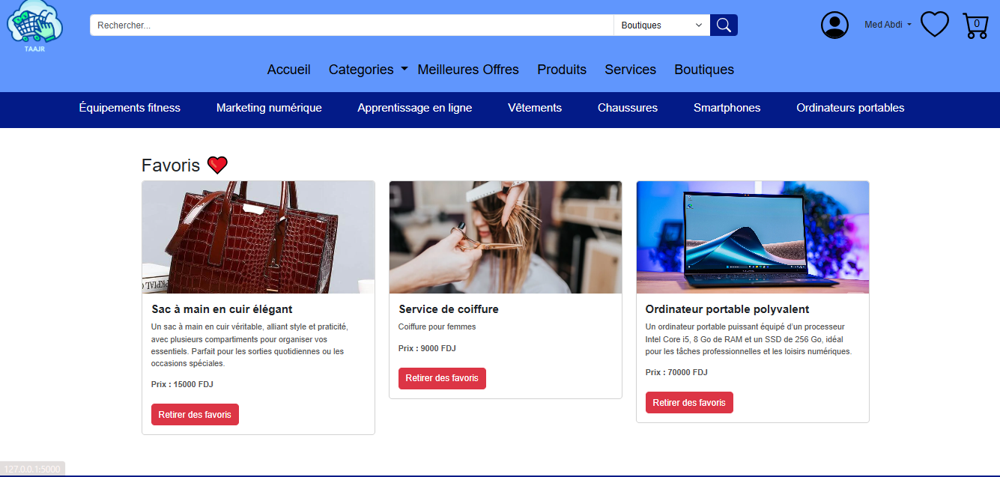 TAAJR
Rechercher...
Boutiques
Med Abdi
0
Accueil Categories Meilleures Offres Produits Services Boutiques
Équipements fitness Marketing numérique Apprentissage en ligne Vêtements Chaussures Smartphones Ordinateurs portables
Favoris
Sac à main en cuir élégant
Un sac à main en cuir véritable, alliant style et praticité,
avec plusieurs compartiments pour organiser vos
essentiels. Parfait pour les sorties quotidiennes ou les
occasions spéciales.
Prix : 15000 FDJ
Retirer des favoris
Service de coiffure
Coiffure pour femmes
Prix : 9000 FDJ
Retirer des favoris
Ordinateur portable polyvalent
Un ordinateur portable puissant équipé d'un processeur
Intel Core i5, 8 Go de RAM et un SSD de 256 Go, idéal
pour les tâches professionnelles et les loisirs numériques.
Prix : 70000 FDJ
Retirer des favoris
127.0.0.1:5000